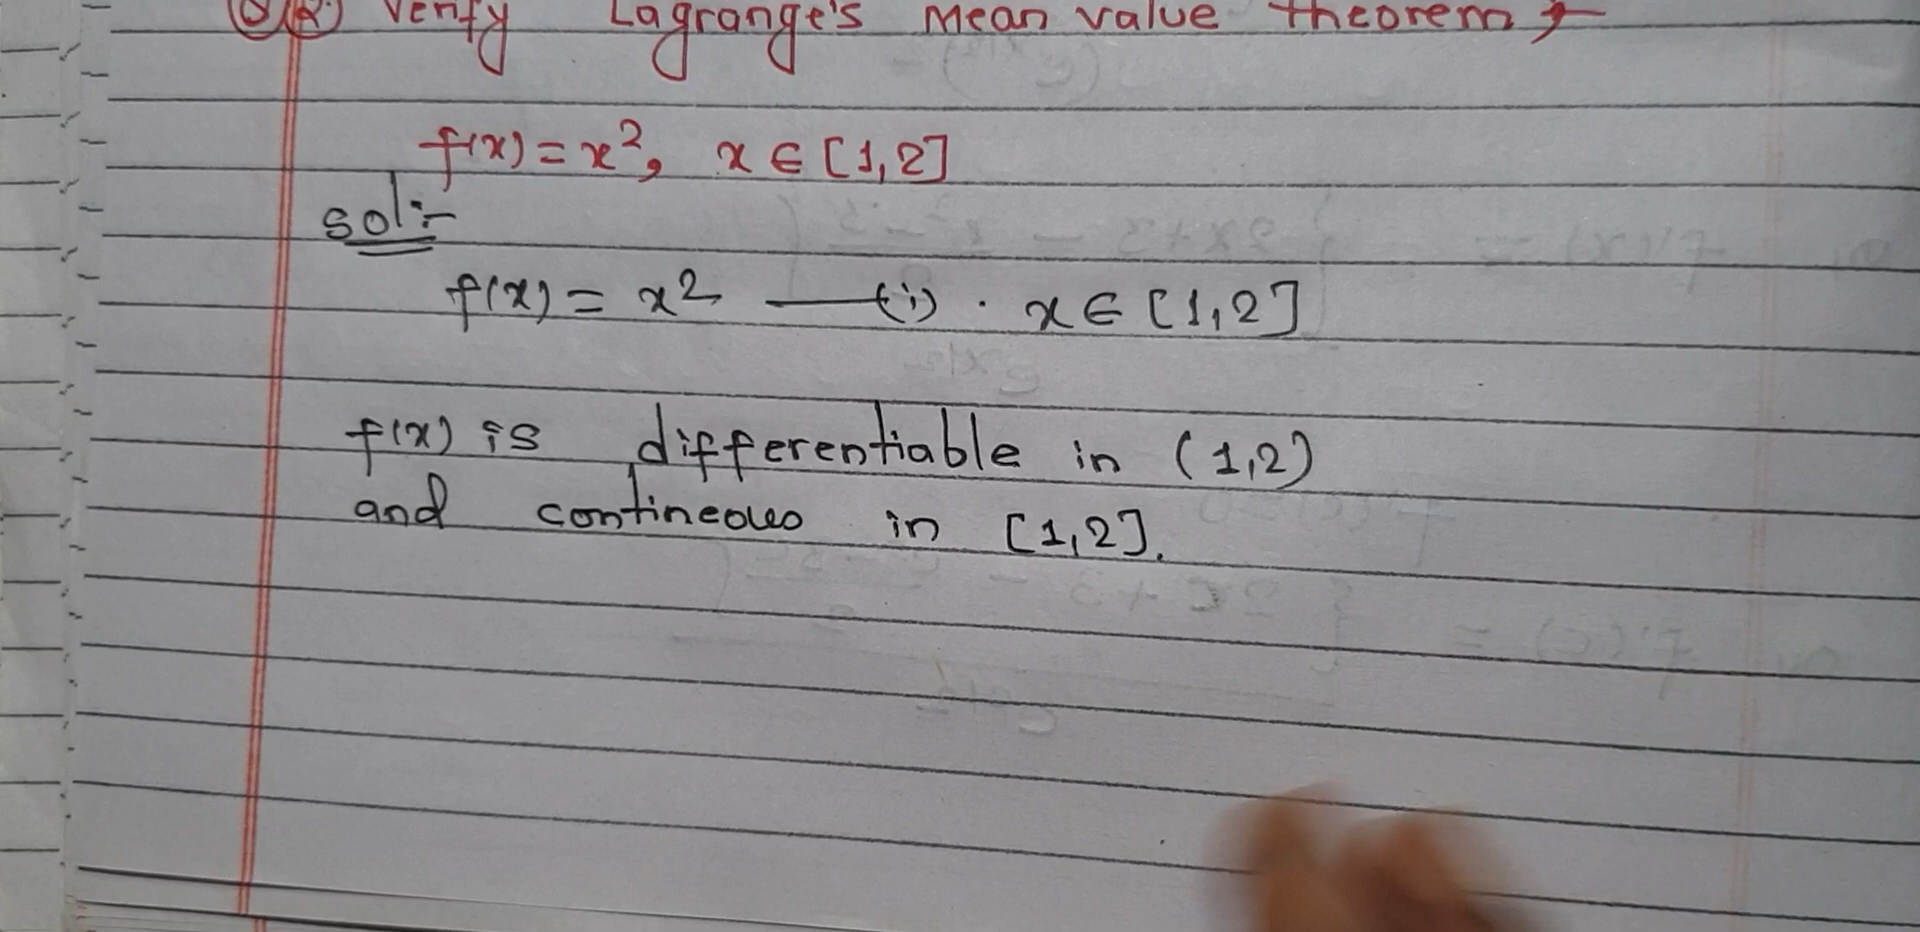 Verify Lagrange's Mean value theorem
f(x) = x², x ∈ [1,2]
sol:-
f(x) = x² —(i) . x ∈ [1,2]
f(x) is differentiable in (1,2)
and contineous in [1,2].